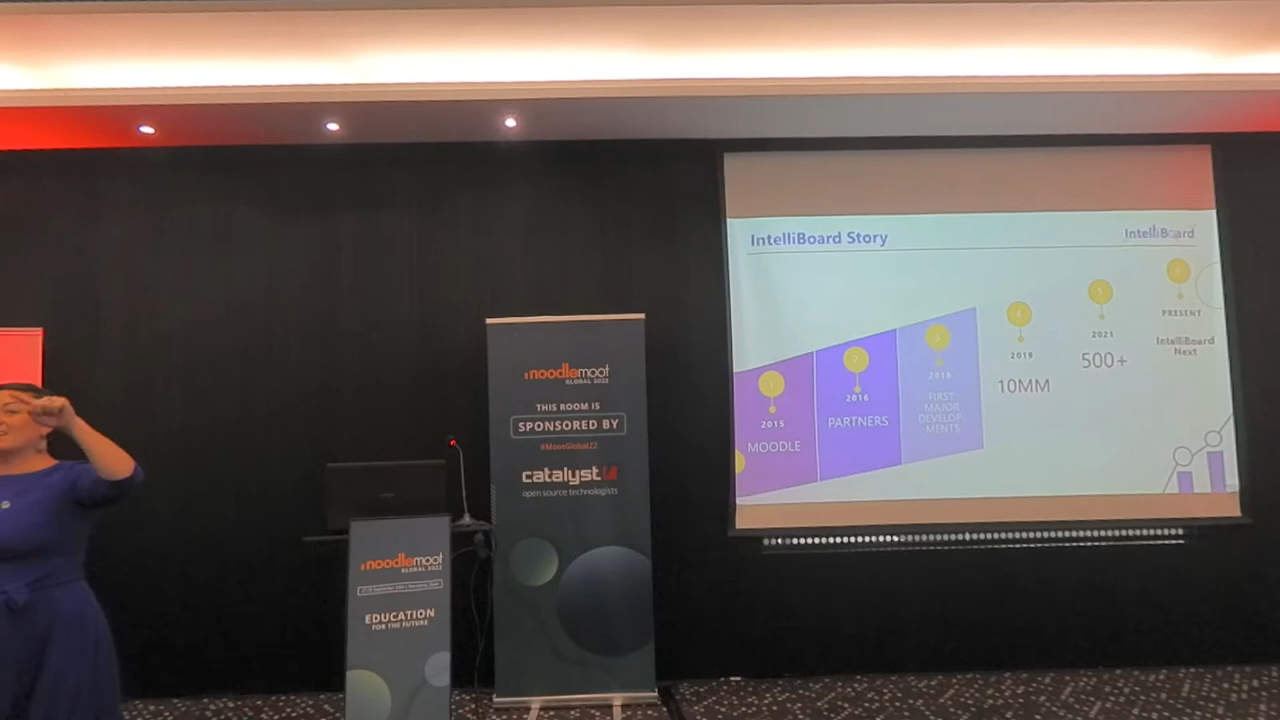 IntelliBoard Story
IntelliBoard
1
2015
MOODLE
2
2016
PARTNERS
3
2018
FIRST
MAJOR
DEVELOP-
MENTS
4
2019
10MM
5
2021
500+
PRESENT
IntelliBoard
Next
moodlemoot
GLOBAL 2022
THIS ROOM IS
SPONSORED BY
#MootGlobal22
catalyst
open source technologists
moodlemoot
GLOBAL 2022
EDUCATION
FOR THE FUTURE